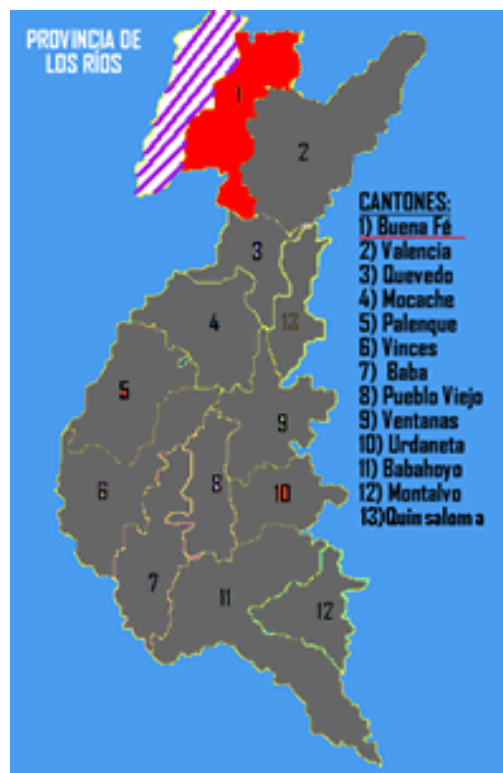 PROVINCIA DE
LOS RÍOS
1
2
CANTONES:
1) Buena Fé
2) Valencia
3) Quevedo
4) Mocache
5) Palenque
6) Vinces
7) Baba
8) Pueblo Viejo
9) Ventanas
10) Urdaneta
11) Babahoyo
12) Montalvo
13)Quinsaloma
3
4
13
5
9
6
8
10
7
11
12